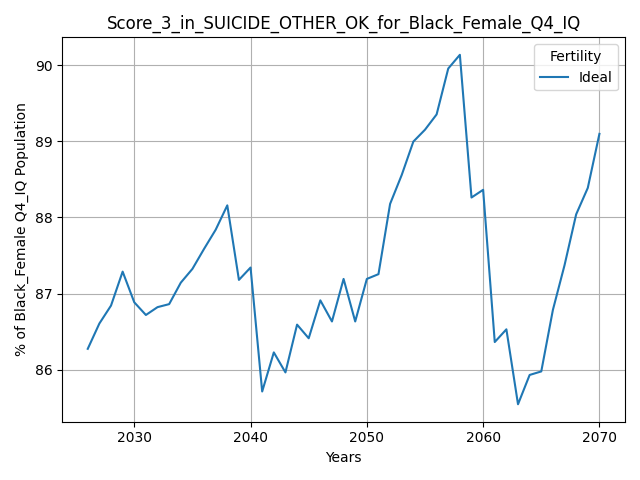 Score_3_in_SUICIDE_OTHER_OK_for_Black_Female_Q4_IQ
Fertility
Ideal
% of Black_Female Q4_IQ Population
90
89
88
87
86
2030
2040
2050
2060
2070
Years